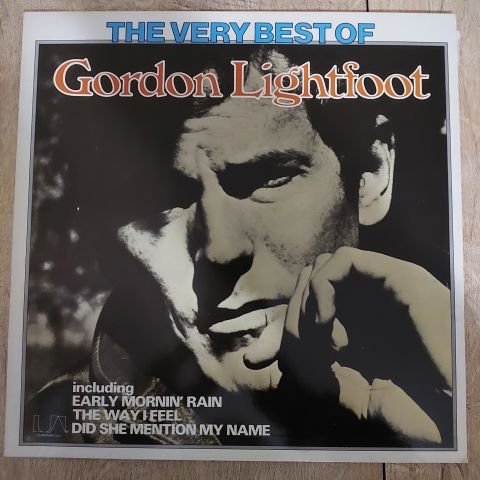 THE VERY BEST OF
Gordon Lightfoot
including
EARLY MORNIN' RAIN
THE WAY I FEEL
DID SHE MENTION MY NAME